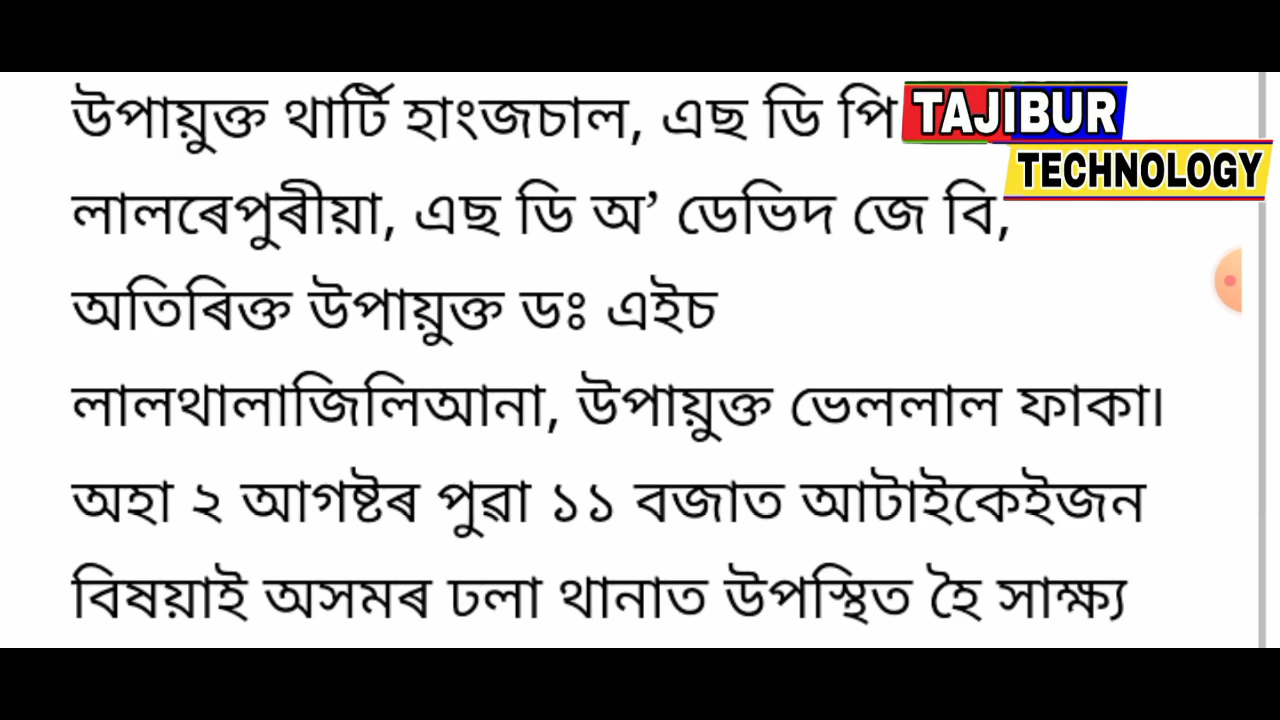 উপায়ুক্ত থাৰ্টি হাংজচাল, এছ ডি পি
TAJIBUR
TECHNOLOGY
লালৰেপুৰীয়া, এছ ডি অ’ ডেভিদ জে বি,
অতিৰিক্ত উপায়ুক্ত ডঃ এইচ
লালথালাজিলিআনা, উপায়ুক্ত ভেললাল ফাকা৷
অহা ২ আগষ্টৰ পুৱা ১১ বজাত আটাইকেইজন
বিষয়াই অসমৰ ঢলা থানাত উপস্থিত হৈ সাক্ষ্য